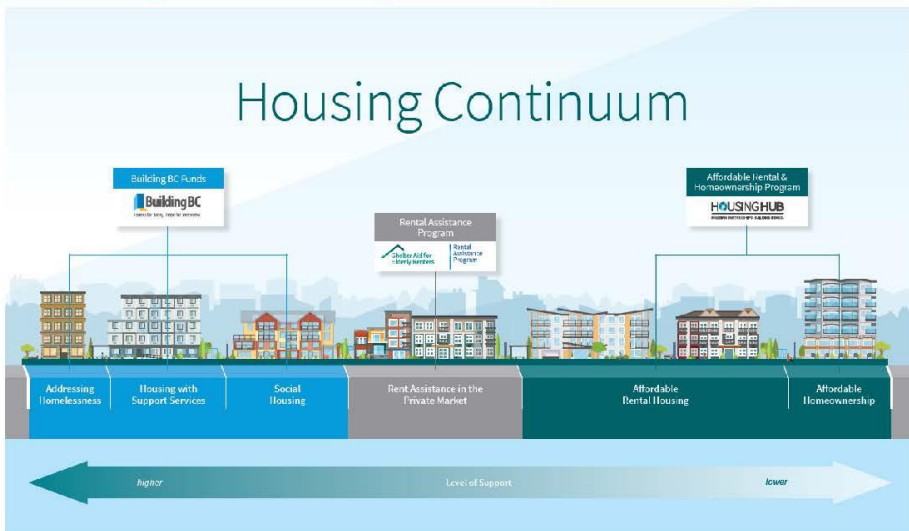 Housing Continuum
Building BC Funds
Building BC
Affordable Rental &
Homeownership Program
HOUSINGHUB
Rental Assistance
Program
Shelter Aid for
Elderly Renters
Rental
Assistance
Program
Addressing
Homelessness
Housing with
Support Services
Social
Housing
Rent Assistance in the
Private Market
Affordable
Rental Housing
Affordable
Homeownership
higher
Level of Support
lower